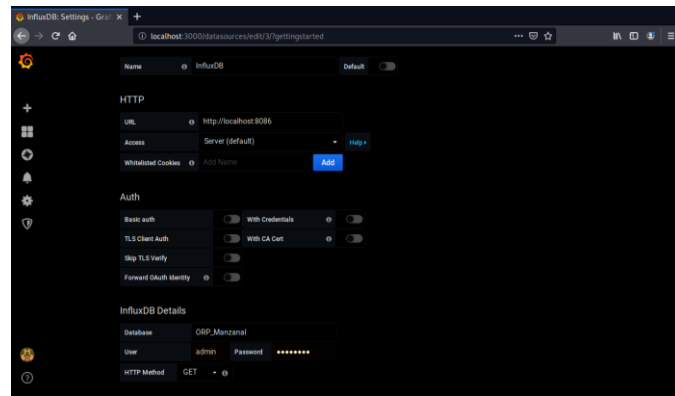 InfluxDB: Settings - Graf
localhost:3000/datasources/edit/3/?gettingstarted
Name InfluxDB Default
HTTP
URL http://localhost:8086
Access Server (default) Help
Whitelisted Cookies Add Name Add
Auth
Basic auth With Credentials
TLS Client Auth With CA Cert
Skip TLS Verify
Forward OAuth Identity
InfluxDB Details
Database ORP_Manzanal
User admin Password ••••••••
HTTP Method GET